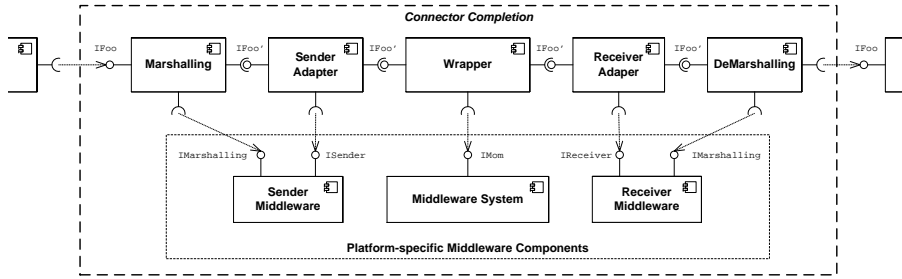 Connector Completion
IFoo
Marshalling
IFoo'
Sender
Adapter
IFoo'
Wrapper
IFoo'
Receiver
Adaper
IFoo'
DeMarshalling
IFoo
IMarshalling
ISender
IMom
IReceiver
IMarshalling
Sender
Middleware
Middleware System
Receiver
Middleware
Platform-specific Middleware Components